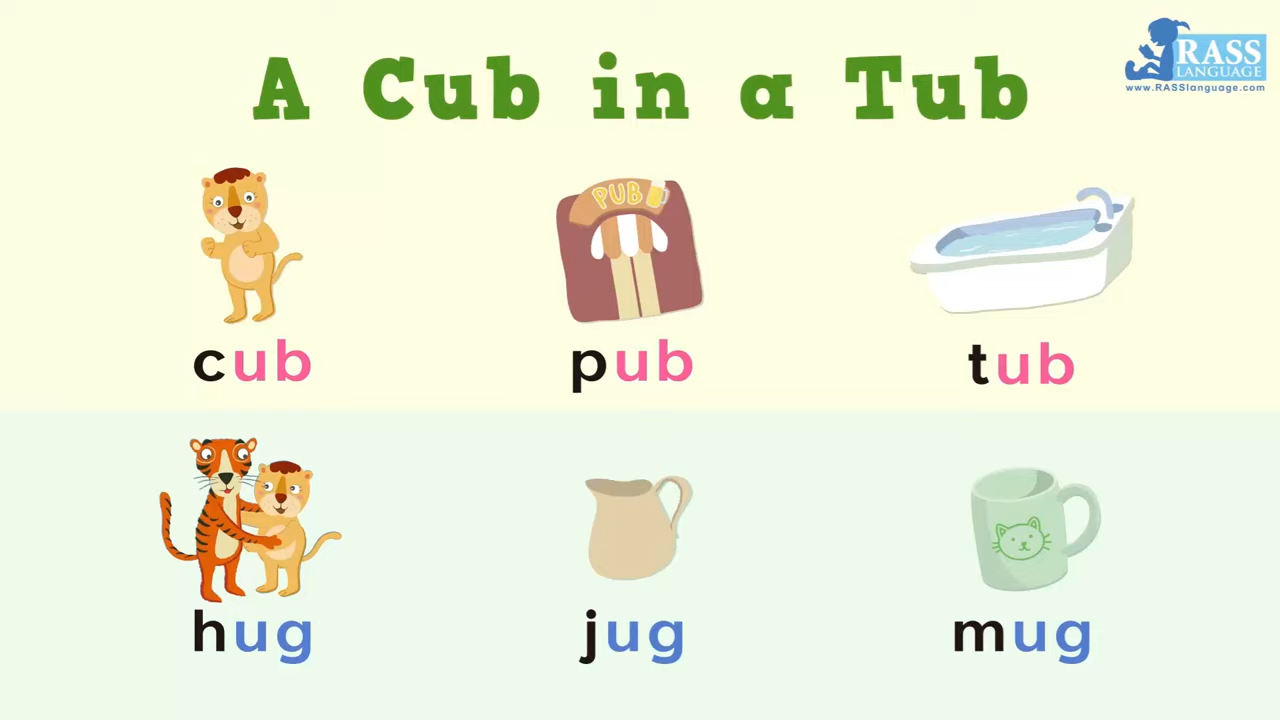 RASS
LANGUAGE
www.RASSlanguage.com
A Cub in a Tub
PUB
cub pub tub
hug jug mug